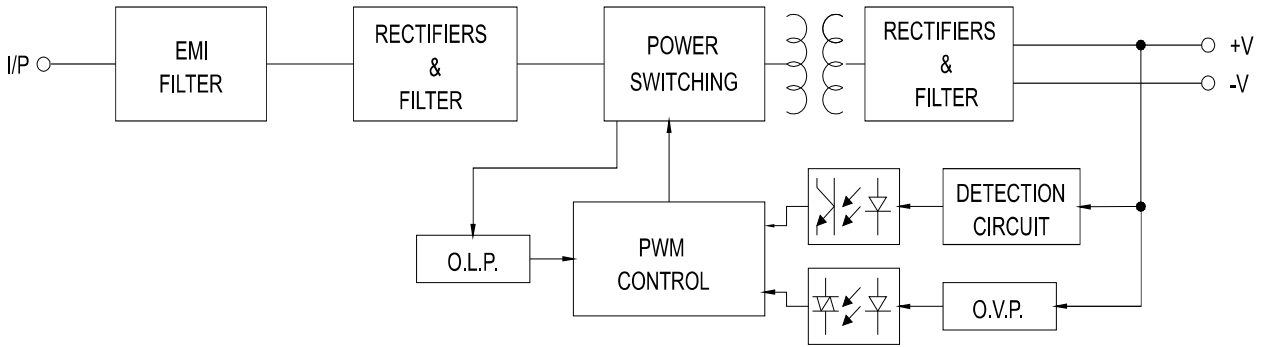 I/P
EMI
FILTER
RECTIFIERS
&
FILTER
POWER
SWITCHING
RECTIFIERS
&
FILTER
+V
-V
O.L.P.
PWM
CONTROL
DETECTION
CIRCUIT
O.V.P.